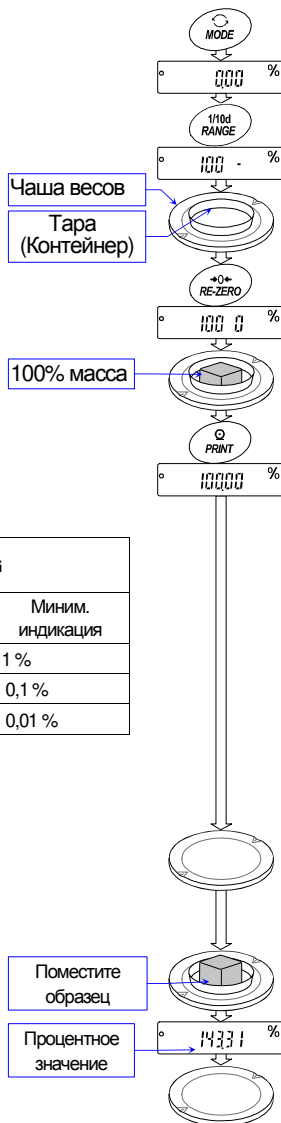 MODE
0,00 %
1/10d
RANGE
100 - %
Чаша весов
Тара
(Контейнер)
→0←
RE-ZERO
100 0 %
100% масса
PRINT
100,00 %
G
Миним.
индикация
1 %
0,1 %
0,01 %
Поместите
образец
143,31 %
Процентное
значение